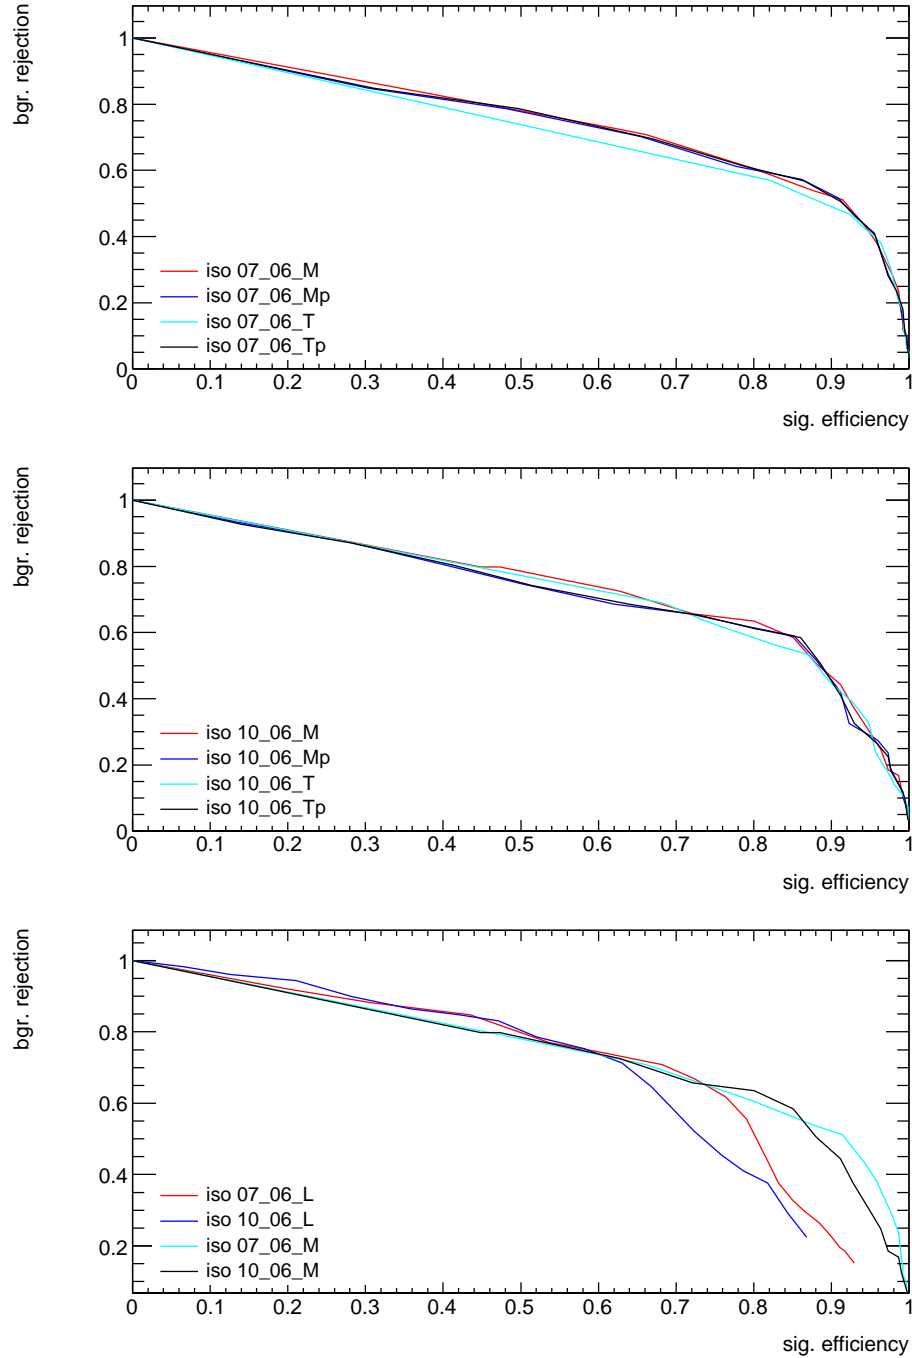 bgr. rejection
1
0.8
0.6
0.4
0.2
0
iso 07_06_M
iso 07_06_Mp
iso 07_06_T
iso 07_06_Tp
0 0.1 0.2 0.3 0.4 0.5 0.6 0.7 0.8 0.9 1
sig. efficiency
bgr. rejection
1
0.8
0.6
0.4
0.2
0
iso 10_06_M
iso 10_06_Mp
iso 10_06_T
iso 10_06_Tp
0 0.1 0.2 0.3 0.4 0.5 0.6 0.7 0.8 0.9 1
sig. efficiency
bgr. rejection
1
0.8
0.6
0.4
0.2
iso 07_06_L
iso 10_06_L
iso 07_06_M
iso 10_06_M
0 0.1 0.2 0.3 0.4 0.5 0.6 0.7 0.8 0.9 1
sig. efficiency